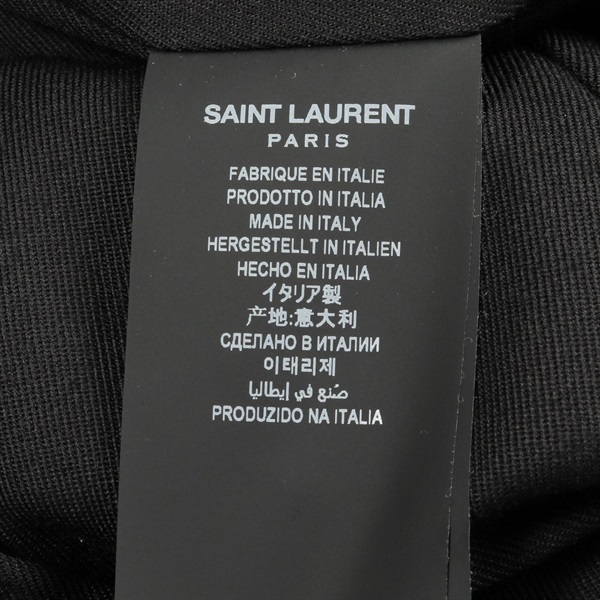 SAINT LAURENT
PARIS
FABRIQUE EN ITALIE
PRODOTTO IN ITALIA
MADE IN ITALY
HERGESTELLT IN ITALIEN
HECHO EN ITALIA
イタリア製
产地:意大利
СДЕЛАНО В ИТАЛИИ
이태리제
صُنع في إيطاليا
PRODUZIDO NA ITALIA